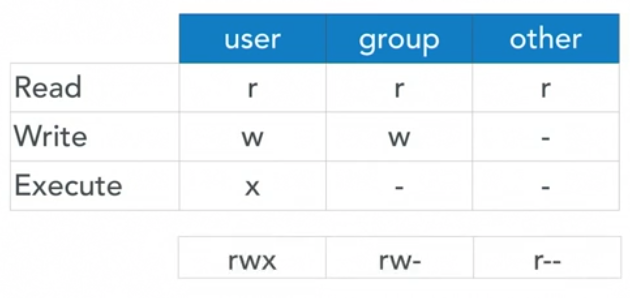 user group other
Read r r r
Write w w -
Execute x - -
rwx rw- r--